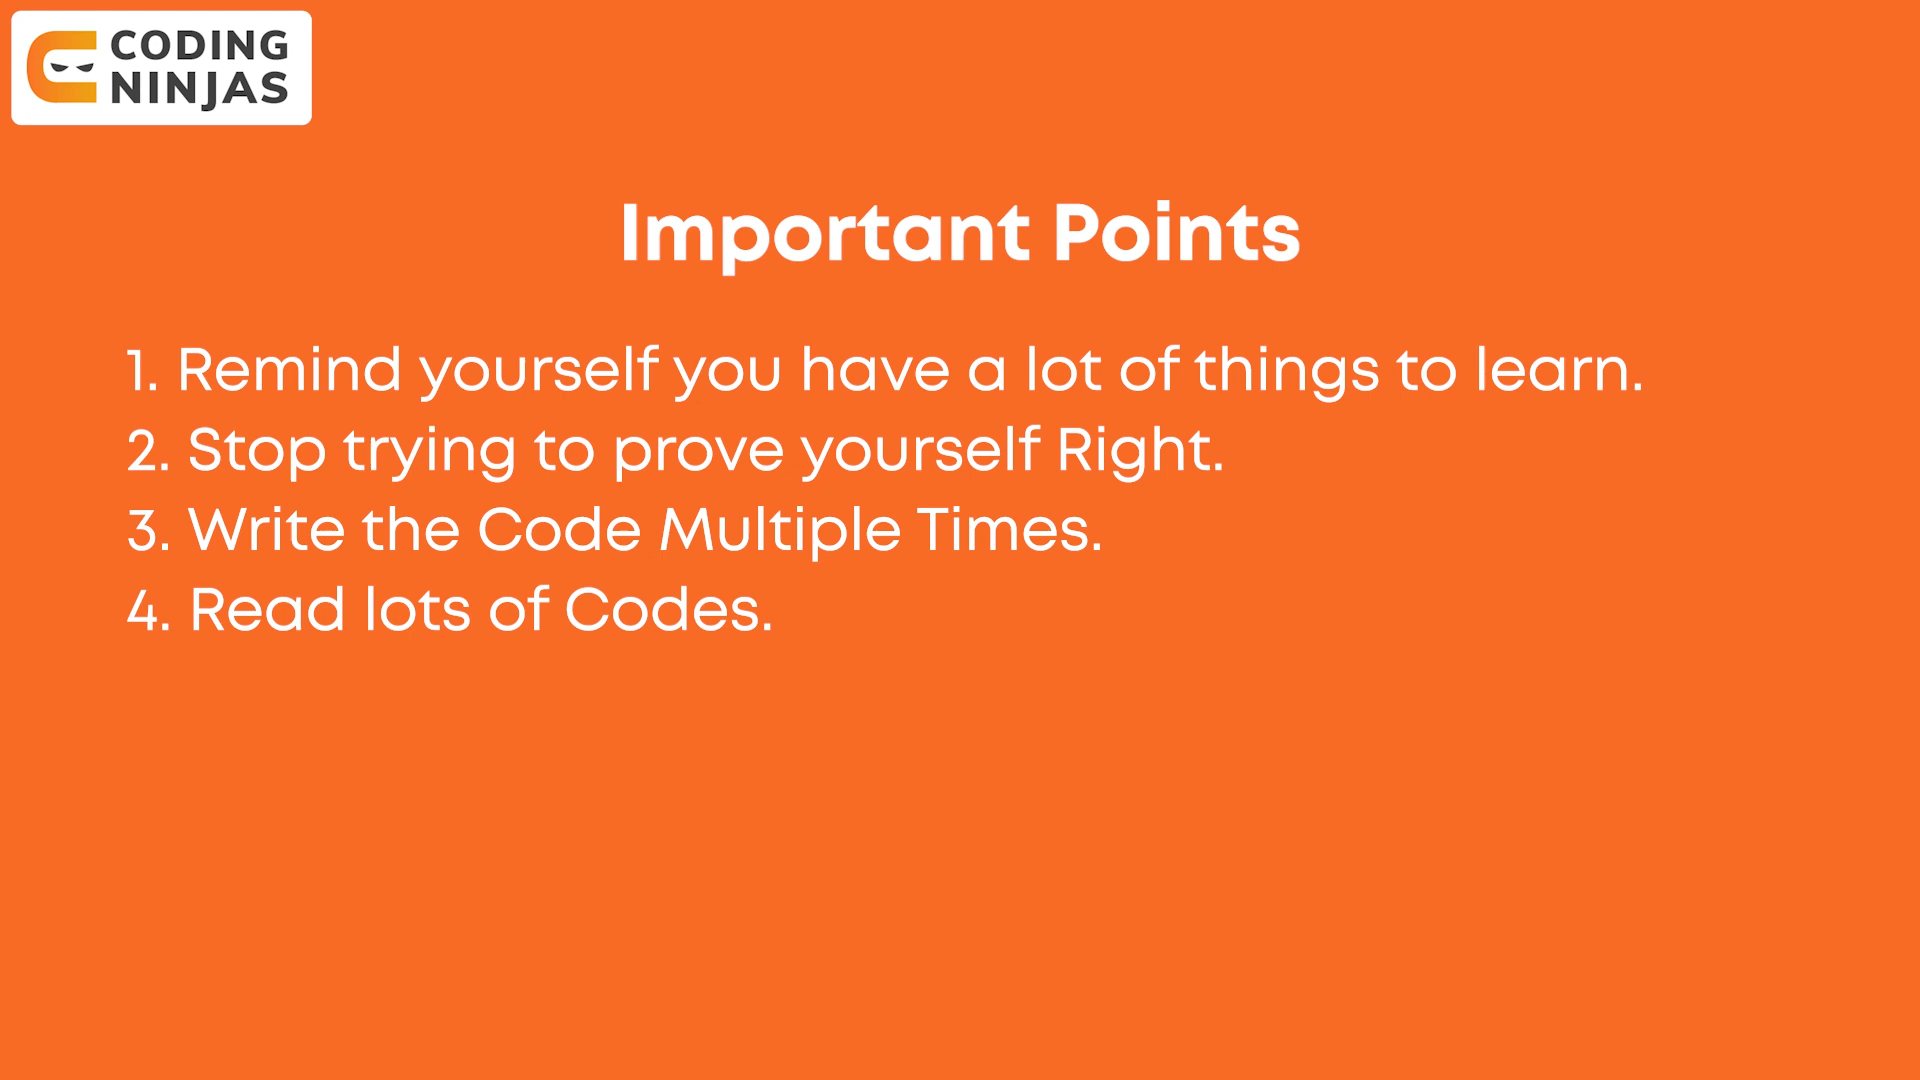 CODING
NINJAS
Important Points
1. Remind yourself you have a lot of things to learn.
2. Stop trying to prove yourself Right.
3. Write the Code Multiple Times.
4. Read lots of Codes.